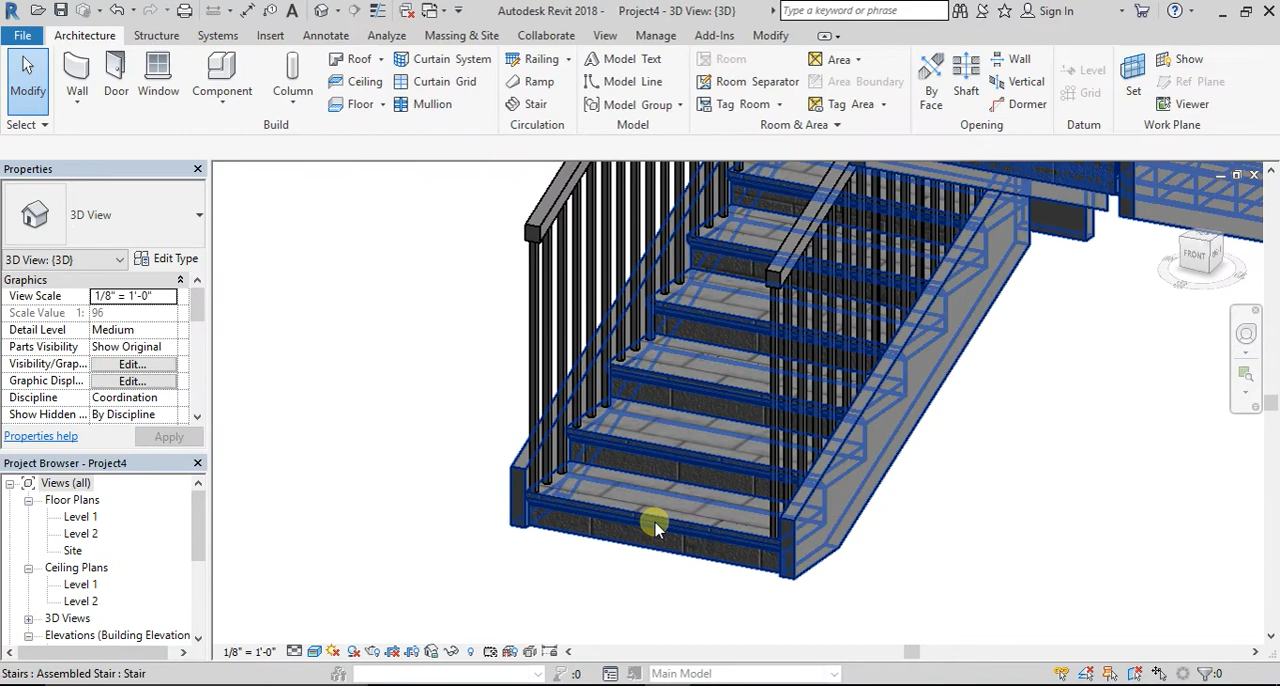 Autodesk Revit 2018 - Project4 - 3D View: {3D}
Type a keyword or phrase
Sign In
File Architecture Structure Systems Insert Annotate Analyze Massing & Site Collaborate View Manage Add-Ins Modify
Modify
Select
Wall
Door
Window
Component
Column
Roof
Ceiling
Floor
Curtain System
Curtain Grid
Mullion
Build
Railing
Ramp
Stair
Circulation
Model Text
Model Line
Model Group
Model
Room
Room Separator
Tag Room
Area
Area Boundary
Tag Area
Room & Area
By
Face
Shaft
Wall
Vertical
Dormer
Opening
Level
Grid
Datum
Set
Show
Ref Plane
Viewer
Work Plane
Properties
3D View
3D View: {3D}
Edit Type
Graphics
View Scale 1/8" = 1'-0"
Scale Value 1: 96
Detail Level Medium
Parts Visibility Show Original
Visibility/Grap... Edit...
Graphic Displ... Edit...
Discipline Coordination
Show Hidden ... By Discipline
Properties help Apply
Project Browser - Project4
Views (all)
Floor Plans
Level 1
Level 2
Site
Ceiling Plans
Level 1
Level 2
3D Views
Elevations (Building Elevation
FRONT
1/8" = 1'-0"
Stairs : Assembled Stair : Stair
:0
Main Model
:0